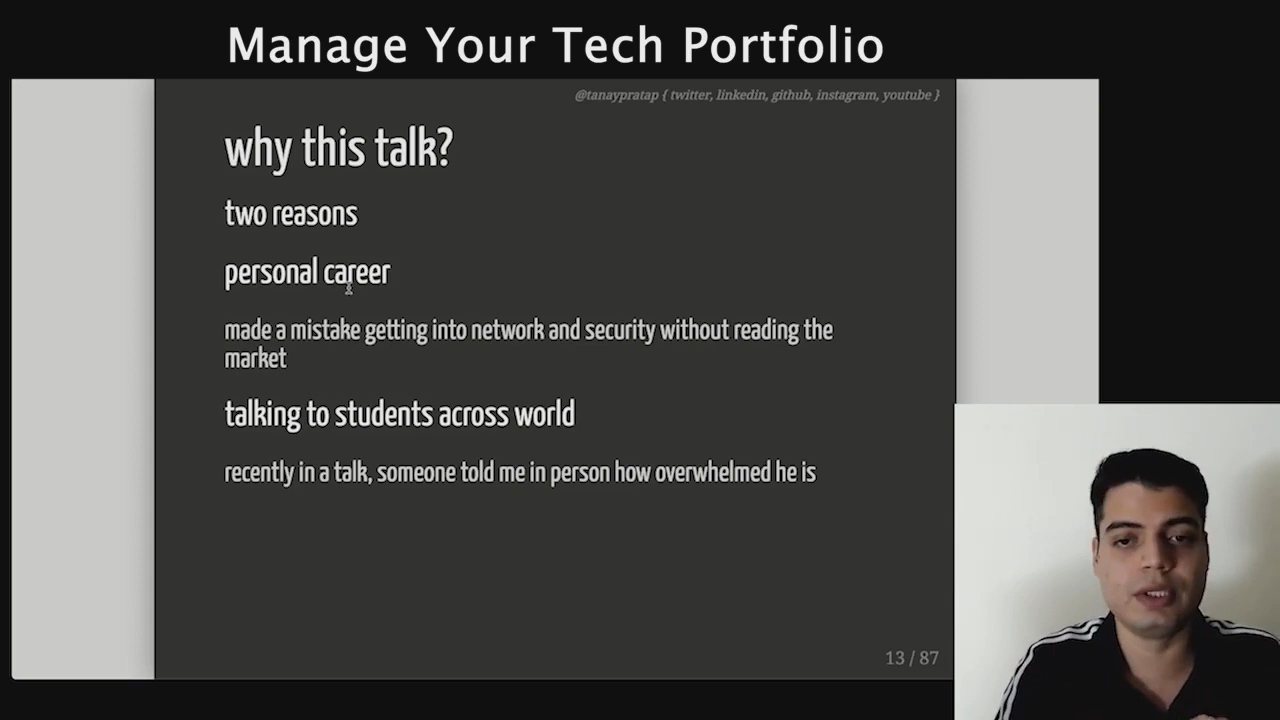 Manage Your Tech Portfolio
@tanaypratap { twitter, linkedin, github, instagram, youtube }
why this talk?
two reasons
personal career
made a mistake getting into network and security without reading the
market
talking to students across world
recently in a talk, someone told me in person how overwhelmed he is
13 / 87